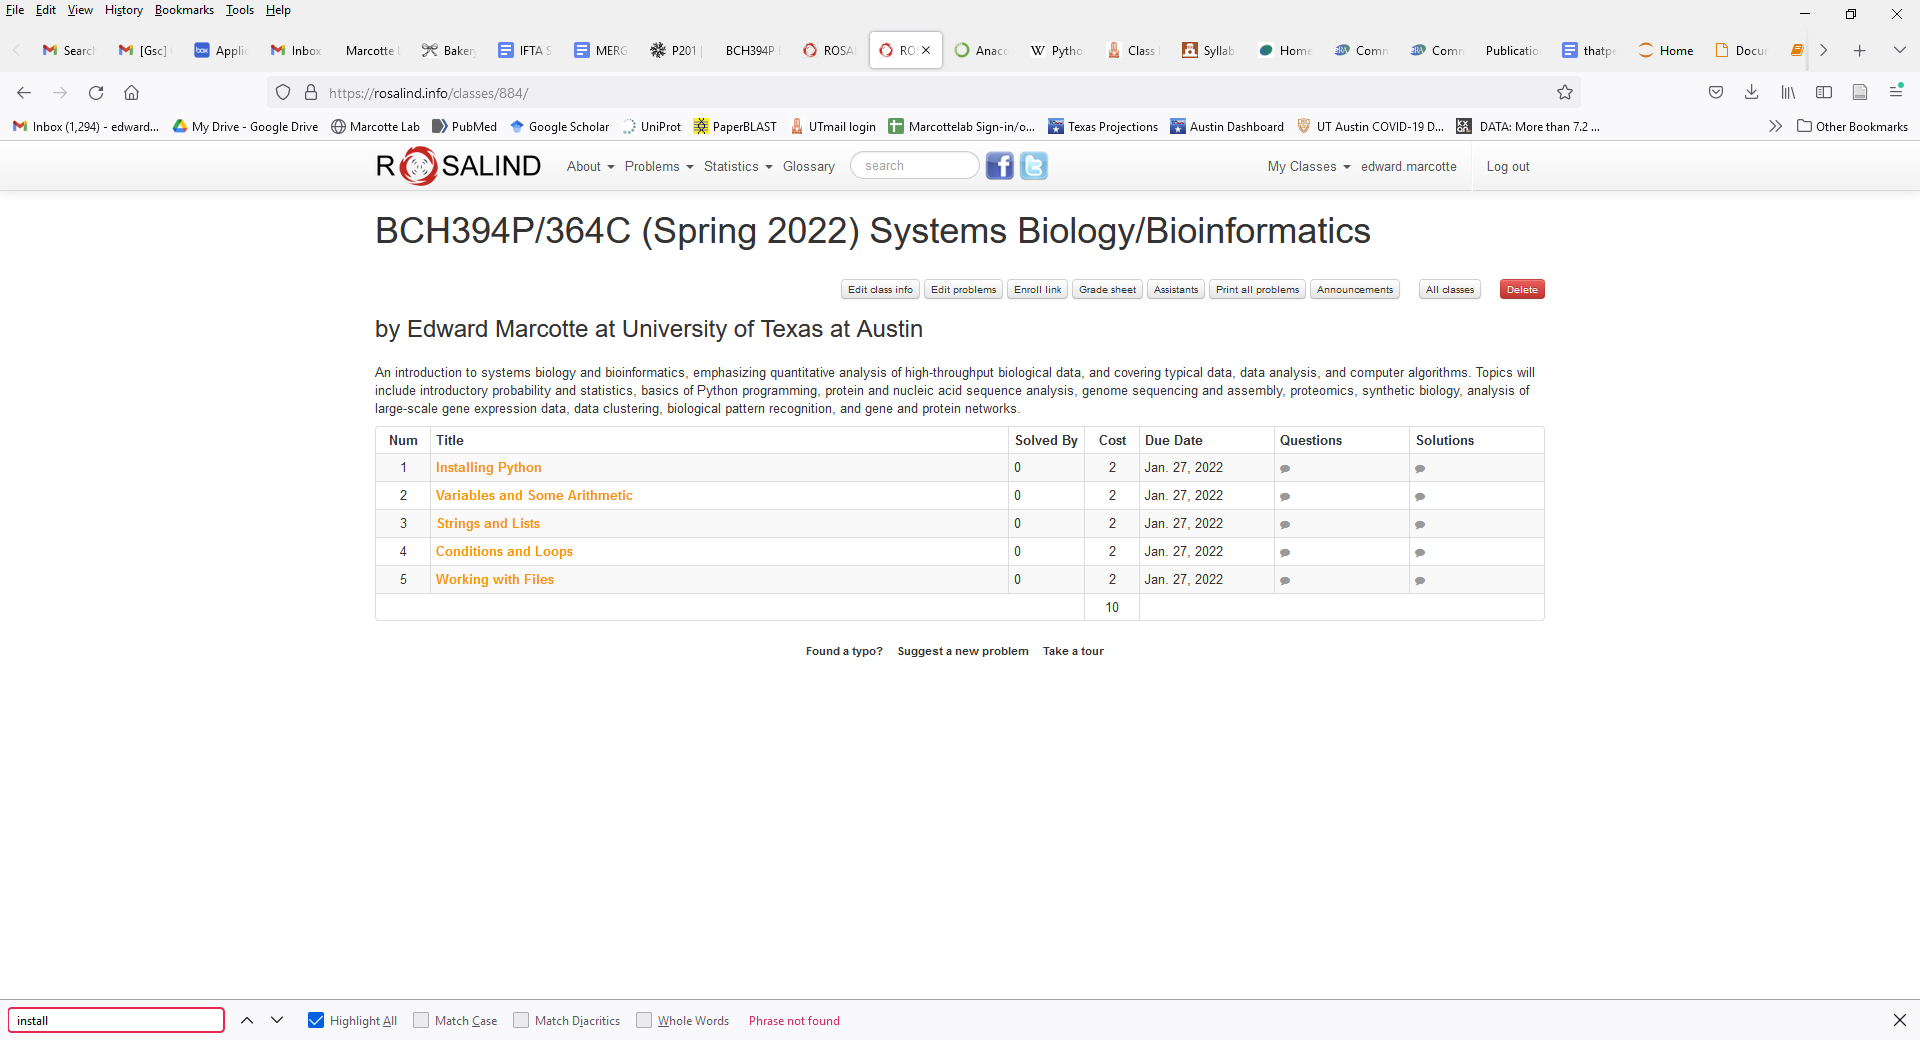 File Edit View History Bookmarks Tools Help
Search [Gsc] box Applic Inbox Marcotte Bakery IFTA S MERG P201 BCH394P ROSAL RO Anaco W Pytho Class Syllab Home Comm Comm Publicatio thatpe Home Docur
https://rosalind.info/classes/884/
Inbox (1,294) - edward... My Drive - Google Drive Marcotte Lab PubMed Google Scholar UniProt PaperBLAST UTmail login Marcottelab Sign-in/o... Texas Projections Austin Dashboard UT Austin COVID-19 D... DATA: More than 7.2 ... Other Bookmarks
ROSALIND About Problems Statistics Glossary search My Classes edward.marcotte Log out
BCH394P/364C (Spring 2022) Systems Biology/Bioinformatics
Edit class info Edit problems Enroll link Grade sheet Assistants Print all problems Announcements All classes Delete
by Edward Marcotte at University of Texas at Austin
An introduction to systems biology and bioinformatics, emphasizing quantitative analysis of high-throughput biological data, and covering typical data, data analysis, and computer algorithms. Topics will
include introductory probability and statistics, basics of Python programming, protein and nucleic acid sequence analysis, genome sequencing and assembly, proteomics, synthetic biology, analysis of
large-scale gene expression data, data clustering, biological pattern recognition, and gene and protein networks.
Num Title Solved By Cost Due Date Questions Solutions
1 Installing Python 0 2 Jan. 27, 2022
2 Variables and Some Arithmetic 0 2 Jan. 27, 2022
3 Strings and Lists 0 2 Jan. 27, 2022
4 Conditions and Loops 0 2 Jan. 27, 2022
5 Working with Files 0 2 Jan. 27, 2022
10
Found a typo? Suggest a new problem Take a tour
install Highlight All Match Case Match Diacritics Whole Words Phrase not found